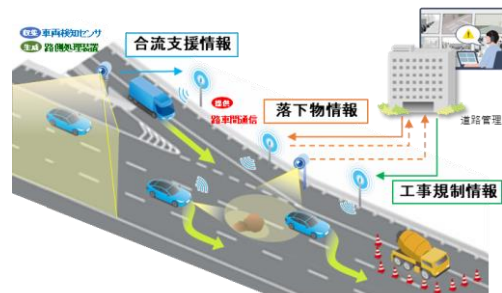 収集 車両検知センサ
生成 路側処理装置
合流支援情報
提供
路車間通信
落下物情報
道路管理
工事規制情報